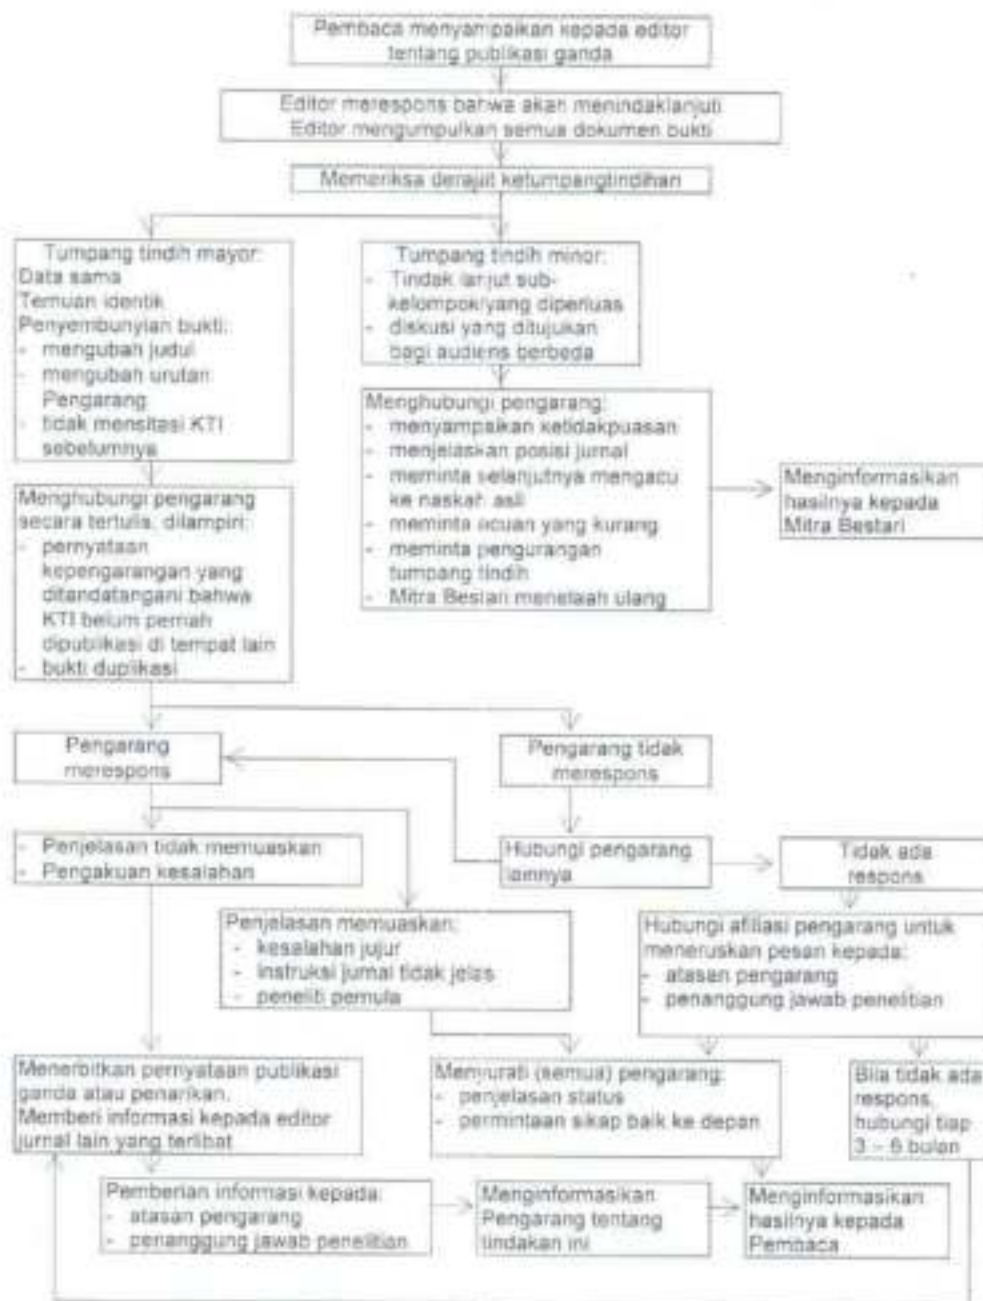 Pembaca menyampaikan kepada editor
tentang publikasi ganda
Editor merespons bahwa akan menindaklanjuti
Editor mengumpulkan semua dokumen bukti
Memeriksa derajat ketumpangtindihan
Tumpang tindih mayor:
Data sama
Temuan identik
Penyembunyian bukti:
- mengubah judul
- mengubah urutan
Pengarang
- tidak mensitasi KTI
sebelumnya
Tumpang tindih minor:
- Tindak lanjut sub-
kelompok/yang diperluas
- diskusi yang ditujukan
bagi audiens berbeda
Menghubungi pengarang:
- menyampaikan ketidakpuasan
- menjelaskan posisi jurnal
- meminta selanjutnya mengacu
ke naskah asli
- meminta acuan yang kurang
- meminta pengurangan
tumpang tindih
- Mitra Bestari menelaah ulang
Menginformasikan
hasilnya kepada
Mitra Bestari
Menghubungi pengarang
secara tertulis, dilampiri:
- pernyataan
kepengarangan yang
ditandatangani bahwa
KTI belum pernah
dipublikasi di tempat lain
- bukti duplikasi
Pengarang
merespons
Pengarang tidak
merespons
- Penjelasan tidak memuaskan
- Pengakuan kesalahan
Hubungi pengarang
lainnya
Tidak ada
respons
Penjelasan memuaskan:
- kesalahan jujur
- instruksi jurnal tidak jelas
- peneliti pemula
Hubungi afiliasi pengarang untuk
meneruskan pesan kepada:
- atasan pengarang
- penanggung jawab penelitian
Menerbitkan pernyataan publikasi
ganda atau penarikan.
Memberi informasi kepada editor
jurnal lain yang terlibat
Menyurati (semua) pengarang:
- penjelasan status
- permintaan sikap baik ke depan
Bila tidak ada
respons,
hubungi tiap
3 – 6 bulan
Pemberian informasi kepada:
- atasan pengarang
- penanggung jawab penelitian
Menginformasikan
Pengarang tentang
tindakan ini
Menginformasikan
hasilnya kepada
Pembaca